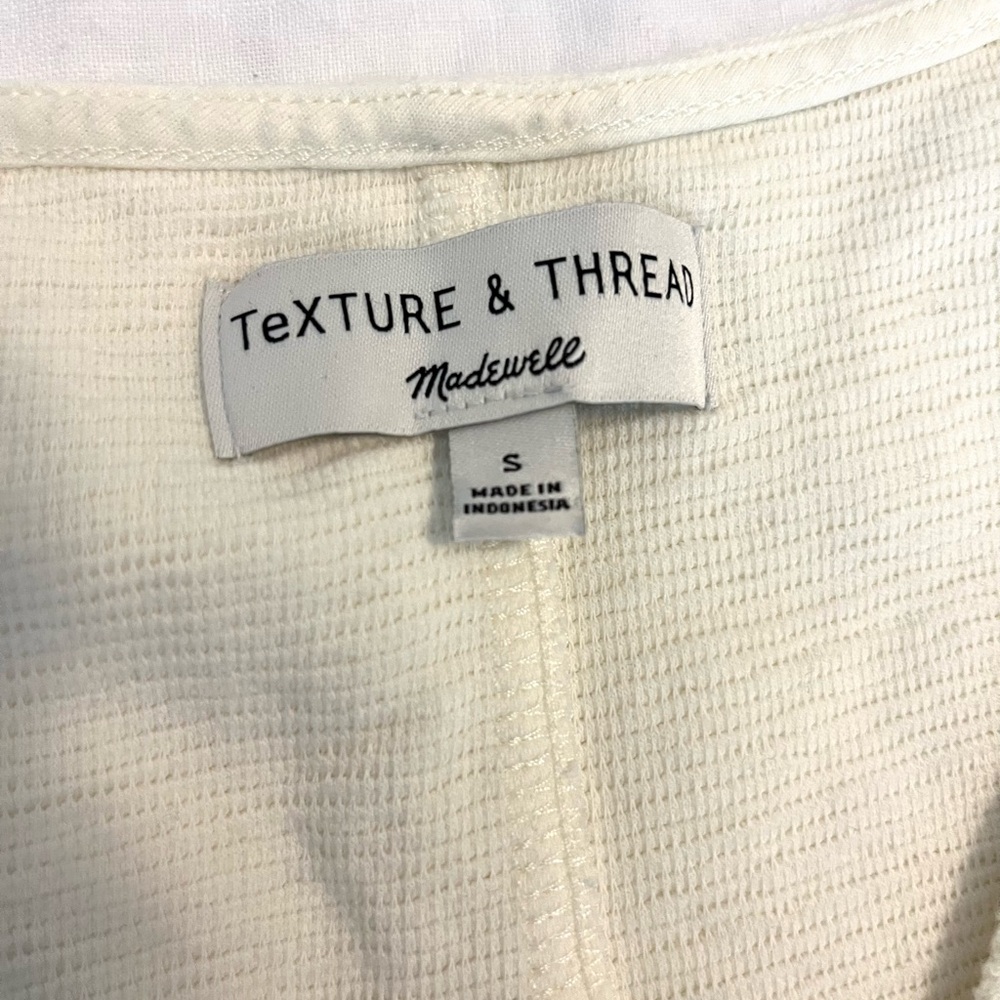 TeXTURE & THREAD
Madewell
S
MADE IN
INDONESIA